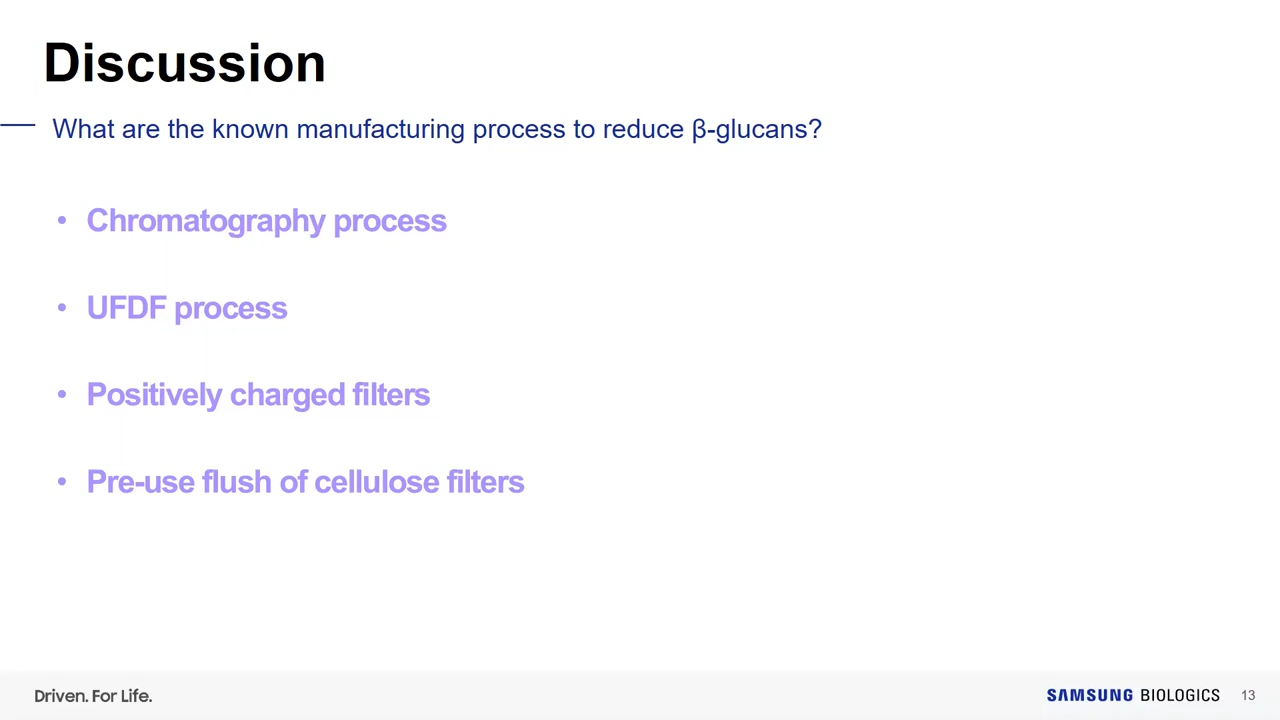 Discussion
What are the known manufacturing process to reduce β-glucans?
• Chromatography process
• UFDF process
• Positively charged filters
• Pre-use flush of cellulose filters
Driven. For Life.
SAMSUNG BIOLOGICS 13